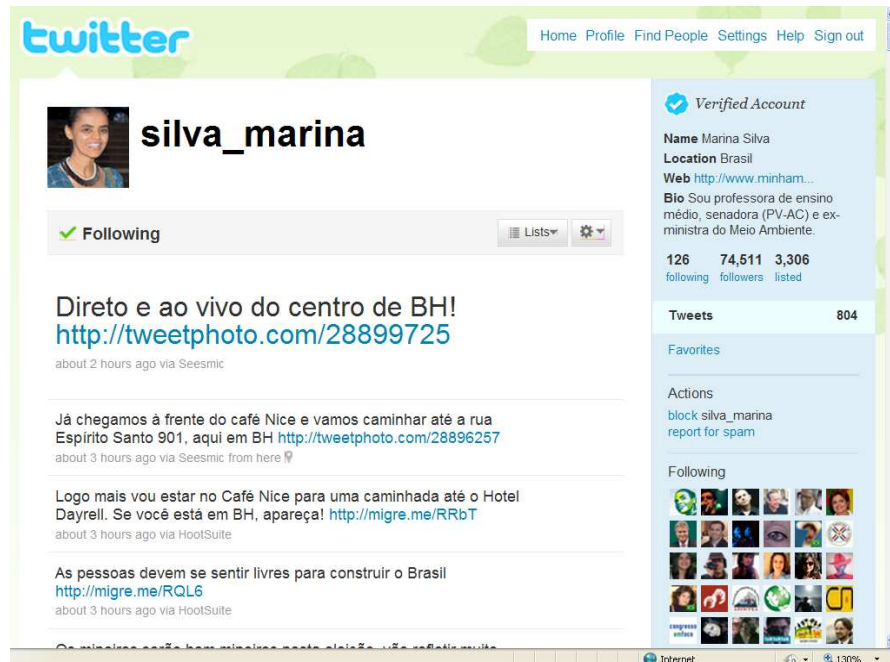 twitter
Home Profile Find People Settings Help Sign out
silva_marina
Following
Lists
Direto e ao vivo do centro de BH!
http://tweetphoto.com/28899725
about 2 hours ago via Seesmic
Já chegamos à frente do café Nice e vamos caminhar até a rua
Espírito Santo 901, aqui em BH http://tweetphoto.com/28896257
about 3 hours ago via Seesmic from here
Logo mais vou estar no Café Nice para uma caminhada até o Hotel
Dayrell. Se você está em BH, apareça! http://migre.me/RRbT
about 3 hours ago via HootSuite
As pessoas devem se sentir livres para construir o Brasil
http://migre.me/RQL6
about 3 hours ago via HootSuite
Verified Account
Name Marina Silva
Location Brasil
Web http://www.minham...
Bio Sou professora de ensino
médio, senadora (PV-AC) e ex-
ministra do Meio Ambiente.
126 74,511 3,306
following followers listed
Tweets 804
Favorites
Actions
block silva_marina
report for spam
Following
Internet 130%